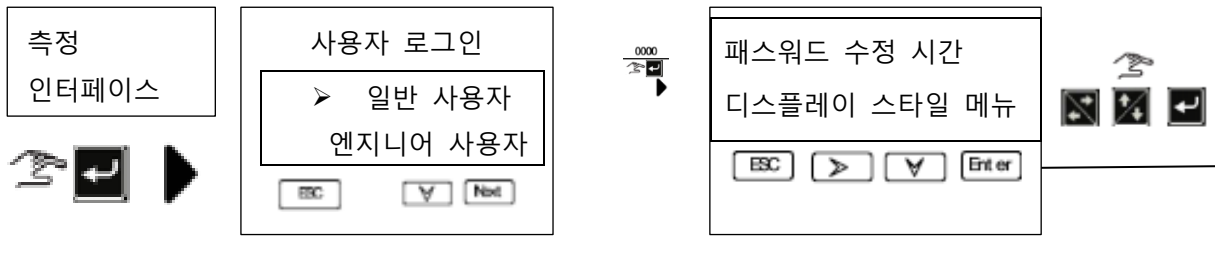 측정
인터페이스
사용자 로그인
➢ 일반 사용자
엔지니어 사용자
ESC
Next
0000
패스워드 수정 시간
디스플레이 스타일 메뉴
ESC
Enter